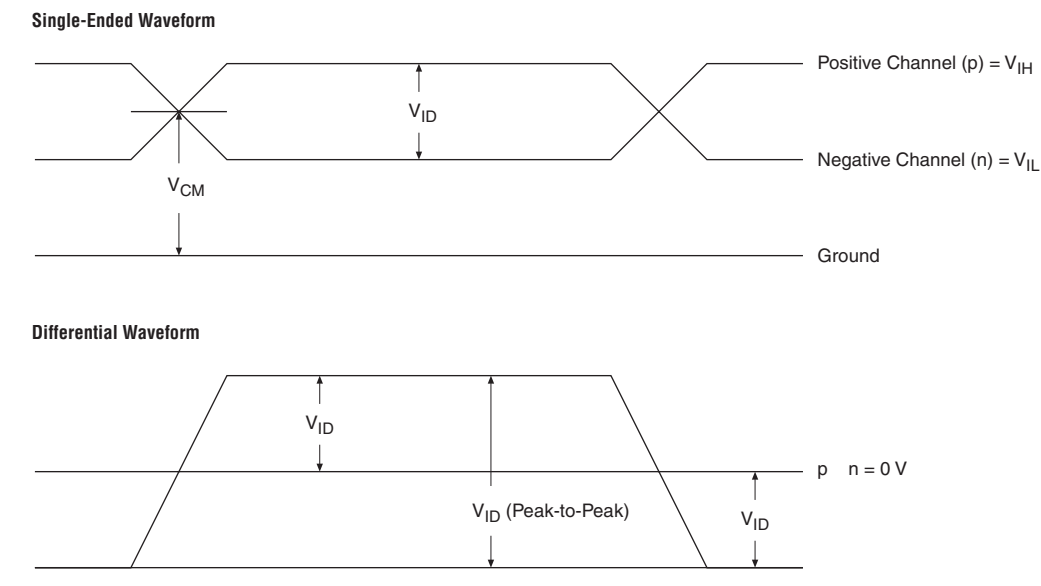 Single-Ended Waveform
Positive Channel (p) = VIH
VID
Negative Channel (n) = VIL
VCM
Ground
Differential Waveform
VID
p n = 0 V
VID (Peak-to-Peak)
VID